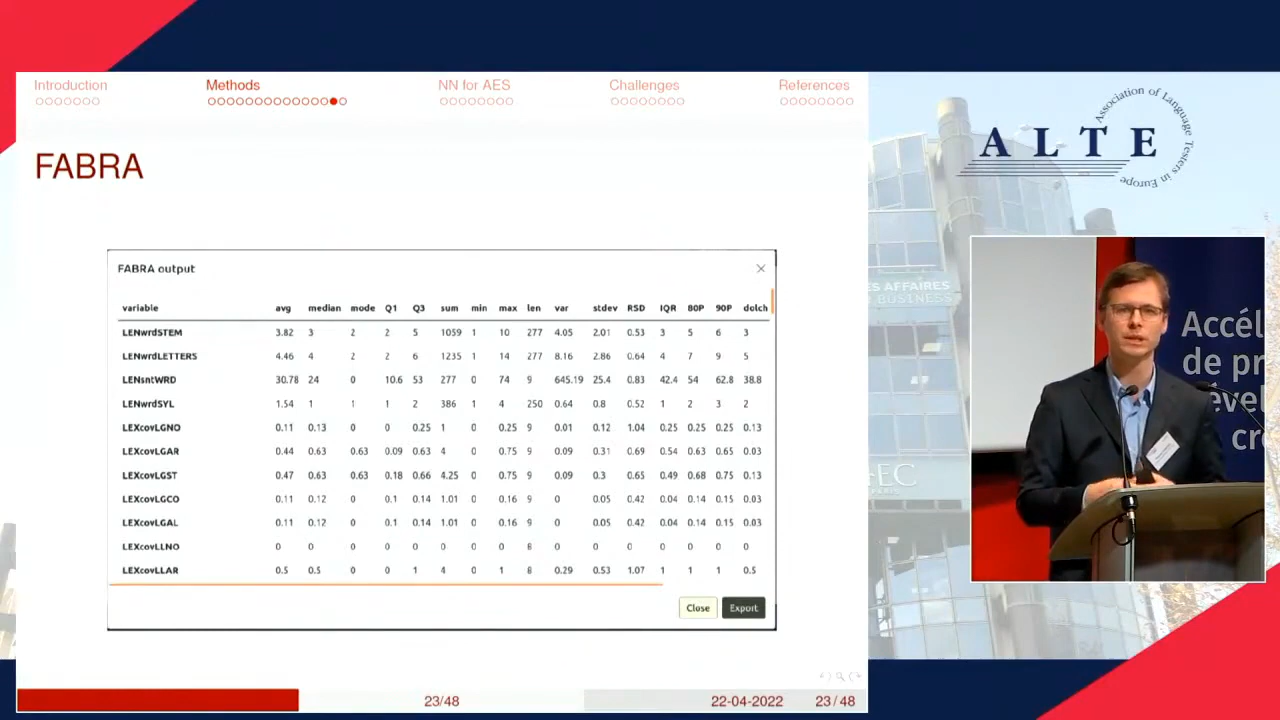 Introduction Methods NN for AES Challenges References
FABRA
FABRA output
variable avg median mode Q1 Q3 sum min max len var stdev RSD IQR 80P 90P dolch
LENwrdSTEM 3.82 3 2 2 5 1059 1 10 277 4.05 2.01 0.53 3 5 6 3
LENwrdLETTERS 4.46 4 2 2 6 1235 1 14 277 8.16 2.86 0.64 4 7 9 5
LENsntWRD 30.78 24 0 10.6 53 277 0 74 9 645.19 25.4 0.83 42.4 54 62.8 38.8
LENwrdSYL 1.54 1 1 1 2 386 1 4 250 0.64 0.8 0.52 1 2 3 2
LEXcovLGNO 0.11 0.13 0 0 0.25 1 0 0.25 9 0.01 0.12 1.04 0.25 0.25 0.25 0.13
LEXcovLGAR 0.44 0.63 0.63 0.09 0.63 4 0 0.75 9 0.09 0.31 0.69 0.54 0.63 0.65 0.03
LEXcovLGST 0.47 0.63 0.63 0.18 0.66 4.25 0 0.75 9 0.09 0.3 0.65 0.49 0.68 0.75 0.13
LEXcovLGCO 0.11 0.12 0 0.1 0.14 1.01 0 0.16 9 0 0.05 0.42 0.04 0.14 0.15 0.03
LEXcovLGAL 0.11 0.12 0 0.1 0.14 1.01 0 0.16 9 0 0.05 0.42 0.04 0.14 0.15 0.03
LEXcovLLNO 0 0 0 0 0 0 0 0 8 0 0 0 0 0 0 0
LEXcovLLAR 0.5 0.5 0 0 1 4 0 1 8 0.29 0.53 1.07 1 1 1 0.5
Close Export
23/48 22-04-2022 23/48
ALTE
Association of Language Testers in Europe
ES AFFAIRES
BUSINESS
EC
Accél
de pr
évelo
cr